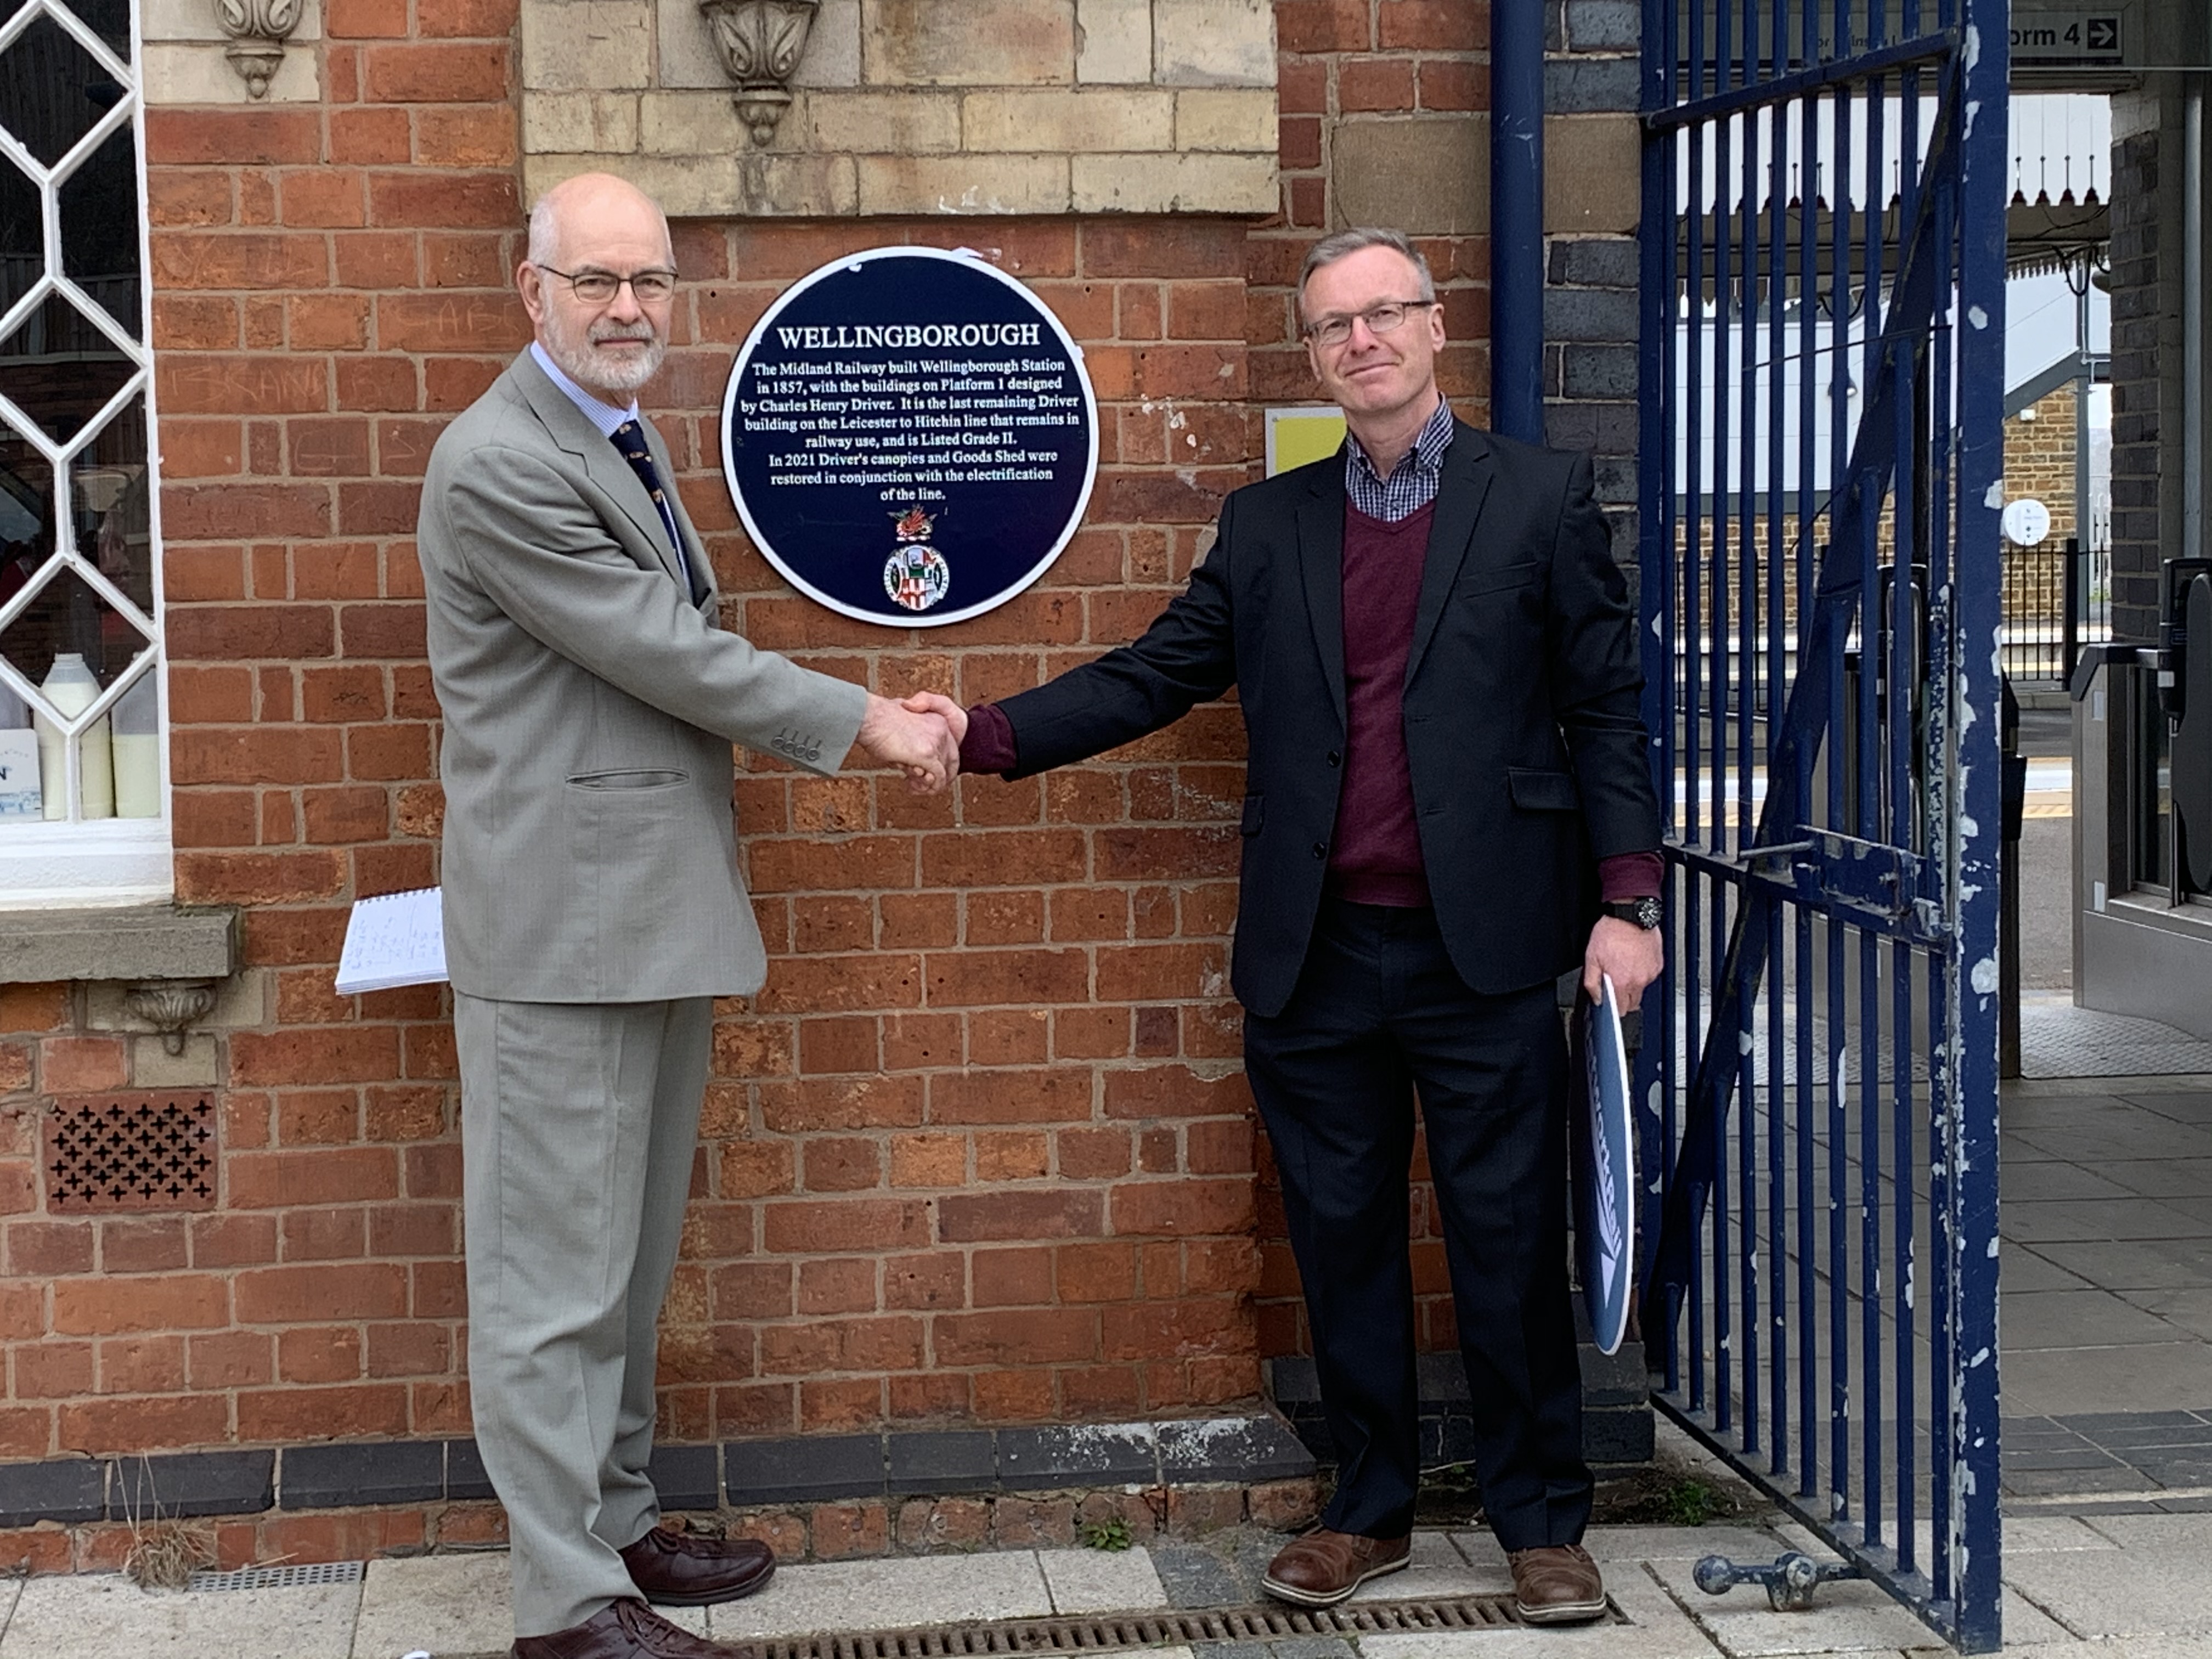 orm 4
WELLINGBOROUGH
The Midland Railway built Wellingborough Station
in 1857, with the buildings on Platform 1 designed
by Charles Henry Driver. It is the last remaining Driver
building on the Leicester to Hitchin line that remains in
railway use, and is Listed Grade II.
In 2021 Driver's canopies and Goods Shed were
restored in conjunction with the electrification
of the line.